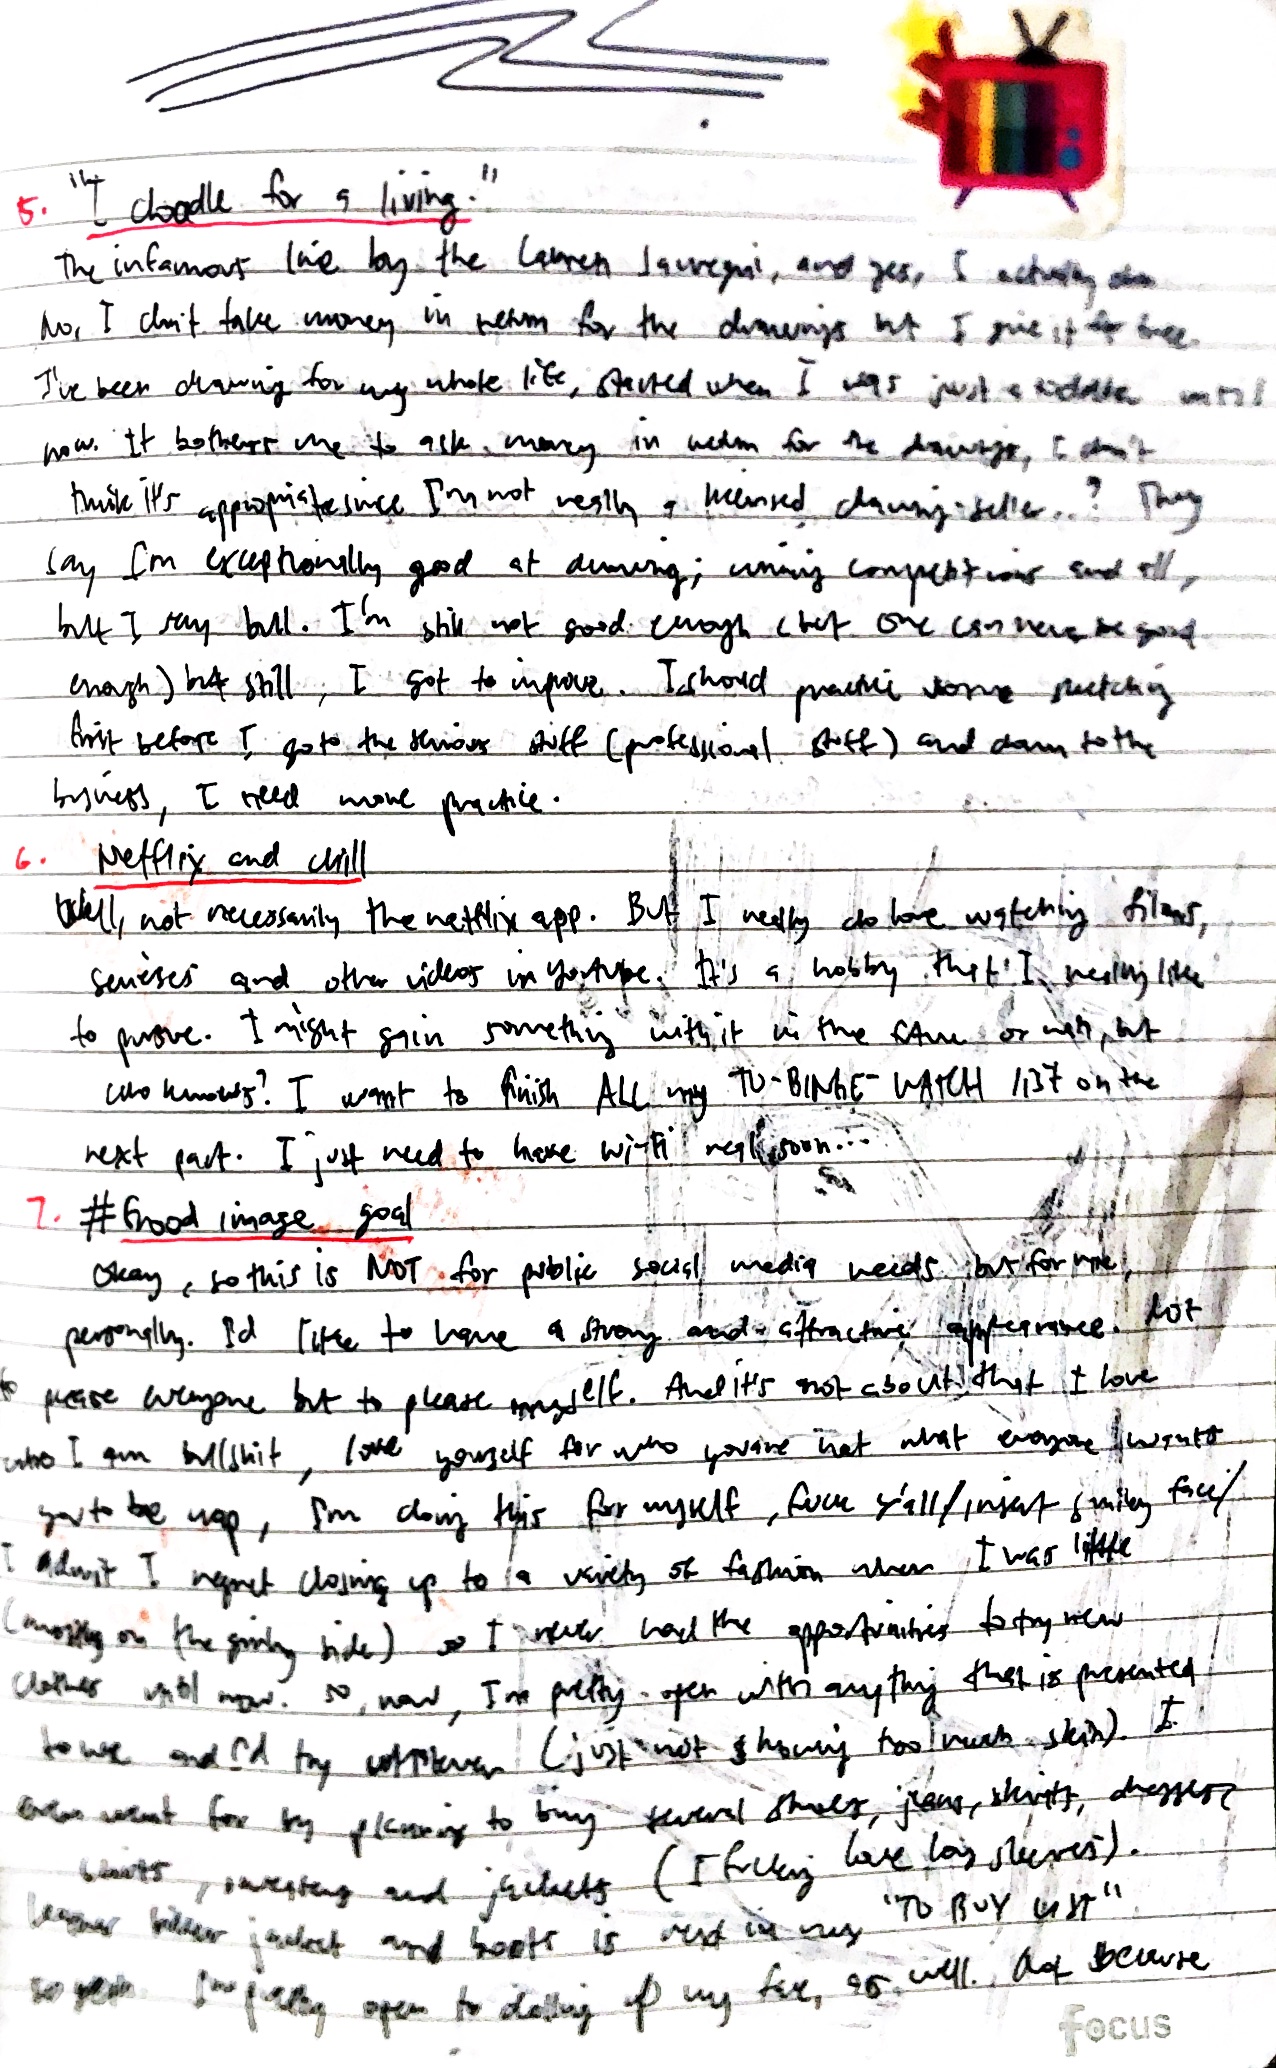 5. "I doodle for a living."
The infamous line by the Lauren Jauregui, and yes, I actually do
No, I don't take money in return for the drawings but I give it for free.
I've been drawing for my whole life, started when I was just a toddler until
now. It bothers me to ask money in return for the drawings, I don't
think it's appropriate since I'm not really a licensed drawing-seller..? They
say I'm exceptionally good at drawing; winning competitions and all,
but I say bull. I'm still not good enough (but one can never be good
enough) but still, I got to improve. I should practice some sketching
first before I go to the serious stuff (professional stuff) and down to the
business, I need more practice.
6. Netflix and chill
Well, not necessarily the netflix app. But I really do love watching films,
serieses and other videos in Youtube. It's a hobby that I really like
to pursue. I might gain something with it in the future or nah, but
who knows? I want to finish ALL my TO-BINGE-WATCH LIST on the
next part. I just need to have wi-fi real soon...
7. #Good image goal
Okay, so this is NOT for public social media needs but for me,
personally. I'd like to have a strong and attractive appearance. Not
to please everyone but to please myself. And it's not about that I love
who I am bullshit, love yourself for who you are not what everyone wants
you to be nap, I'm doing this for myself, fuck y'all /insert smiley face/
I admit I regret closing up to a variety of fashion when I was little
(mostly on the girly side) so I never had the opportunities to try new
clothes until now. So, now, I'm pretty open with anything that is presented
to me and I'd try whatever (just not showing too much skin). I
even went for by planning to buy several shoes, jeans, skirts, dresses,
shirts, sweaters and jackets (I fucking love long sleeves).
Leather biker jacket and boots is next in my "TO BUY LIST"
so yeah. I'm pretty open to dolling up my face, as well. Not because
Focus